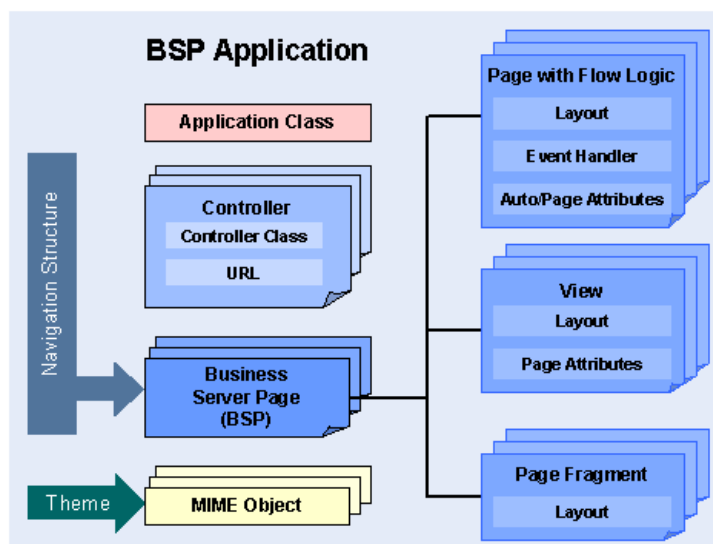 BSP Application
Application Class
Navigation Structure
Controller
Controller Class
URL
Business
Server Page
(BSP)
Theme
MIME Object
Page with Flow Logic
Layout
Event Handler
Auto/Page Attributes
View
Layout
Page Attributes
Page Fragment
Layout